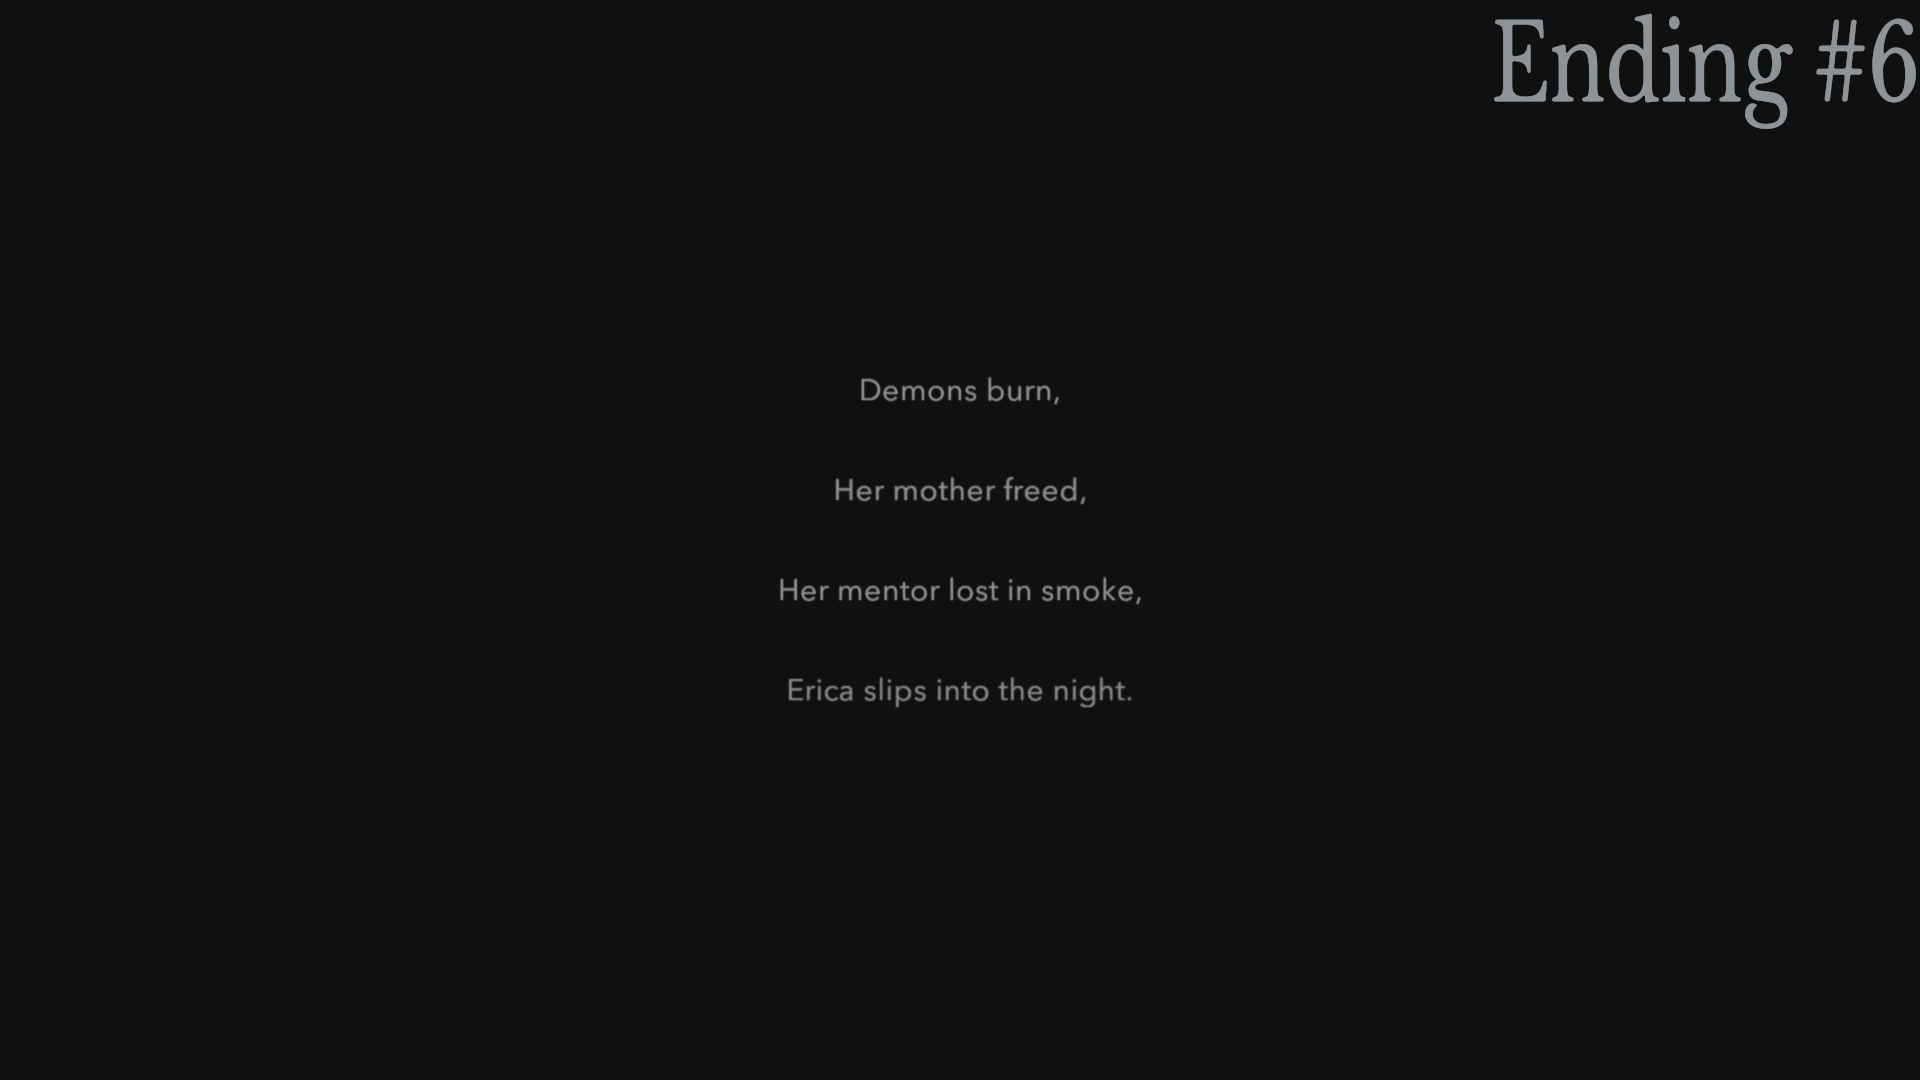 Ending #6
Demons burn,
Her mother freed,
Her mentor lost in smoke,
Erica slips into the night.